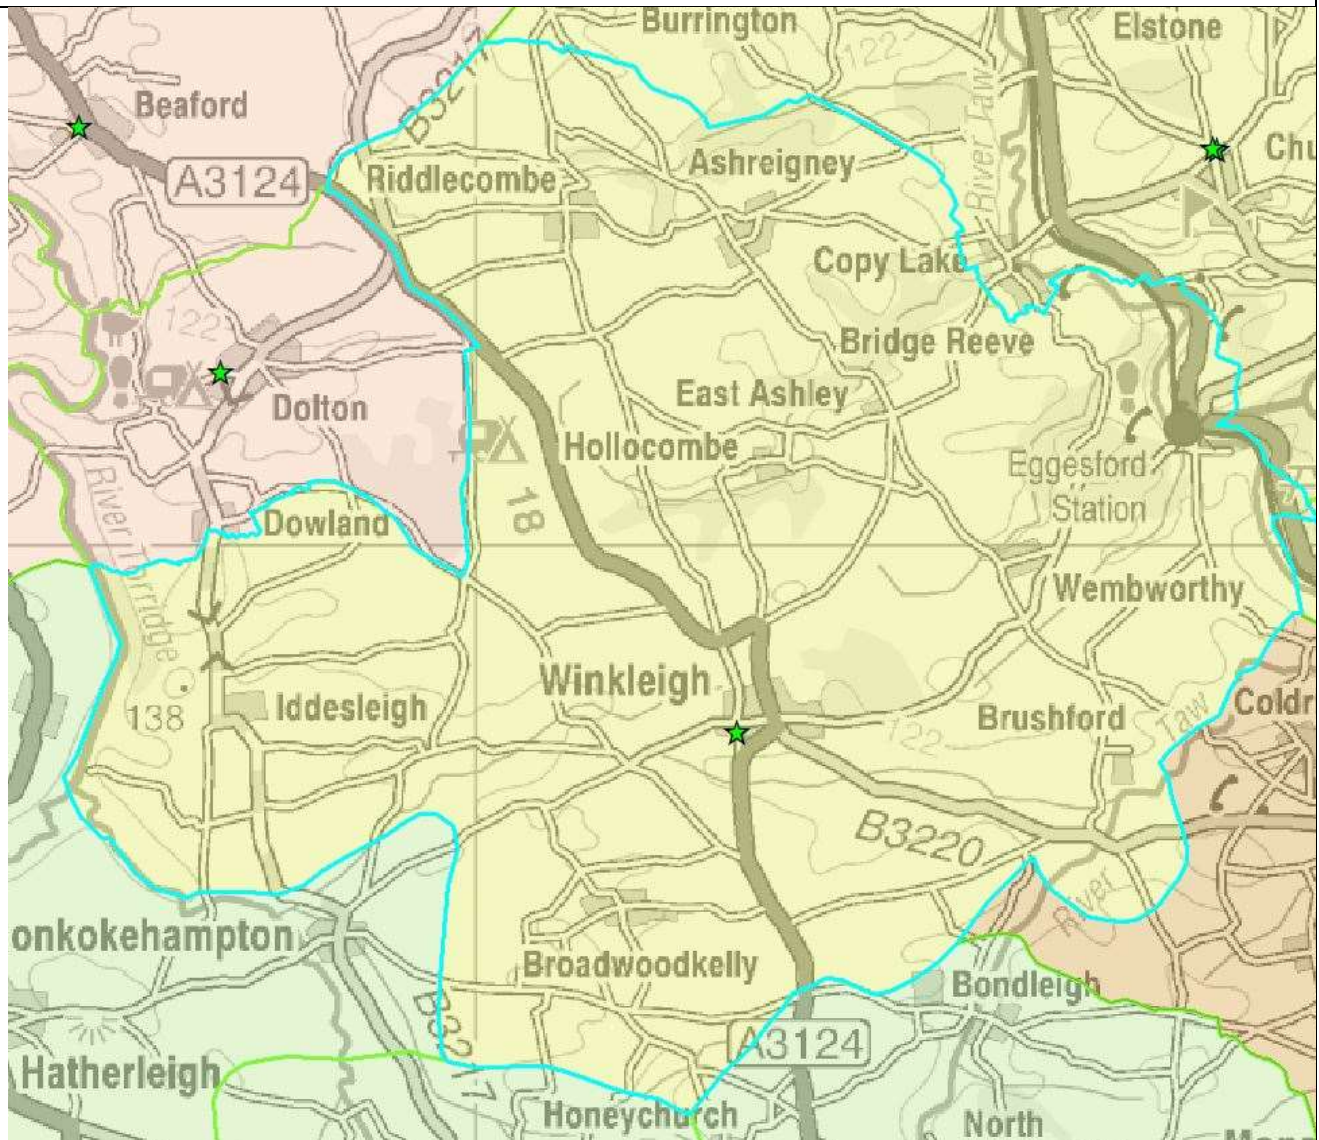 Burrington
Elstone
122
B3217
Beaford
River Taw
Chu
Ashreigney
A3124
Riddlecombe
Copy Lake
122
Bridge Reeve
East Ashley
Dolton
Hollocombe
Eggesford
Station
18
Dowland
River Torridge
Wembworthy
Winkleigh
Coldr
138
Iddesleigh
122
Brushford
Taw
B3220
River
onkokehampton
Broadwoodkelly
Bondleigh
B3217
A3124
Hatherleigh
Honeychurch
North